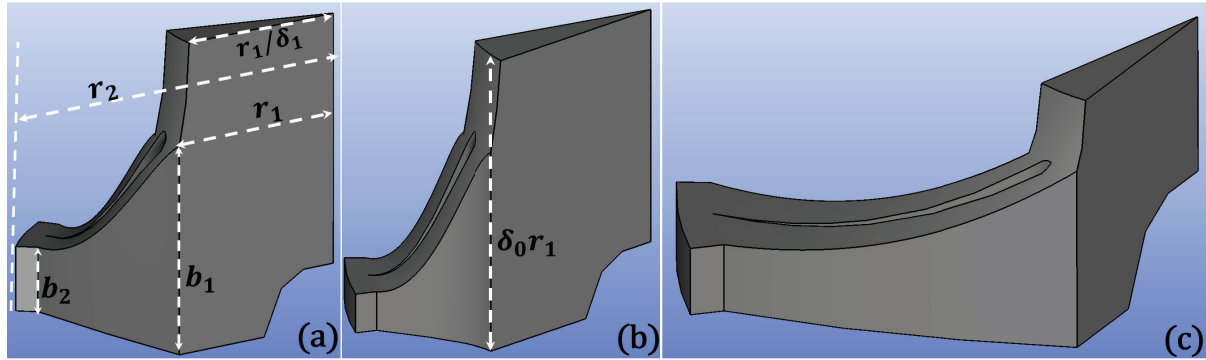 r₁/δ₁
r₂
r₁
b₂
b₁
(a)
δ₀r₁
(b)
(c)